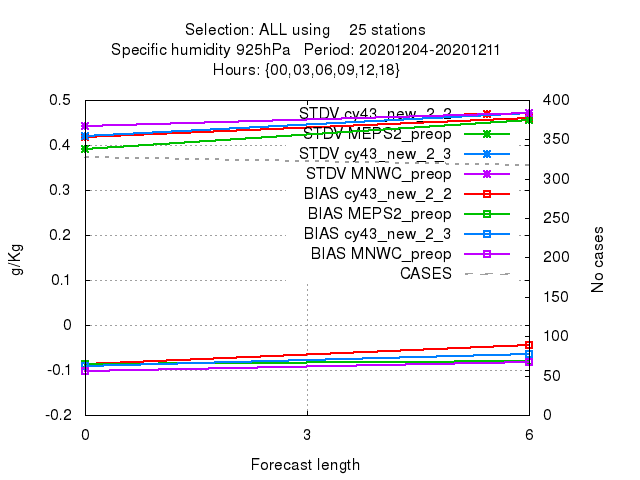 Selection: ALL using 25 stations
Specific humidity 925hPa Period: 20201204-20201211
Hours: {00,03,06,09,12,18}
0.5
0.4
0.3
0.2
0.1
0
-0.1
-0.2
g/Kg
STDV cy43_new_2_2
STDV MEPS2_preop
STDV cy43_new_2_3
STDV MNWC_preop
BIAS cy43_new_2_2
BIAS MEPS2_preop
BIAS cy43_new_2_3
BIAS MNWC_preop
CASES
400
350
300
250
200
150
100
50
0
No cases
0 3 6
Forecast length